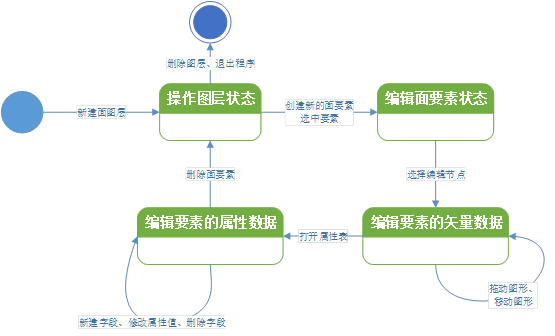 删除图层、退出程序
操作图层状态
编辑面要素状态
新建面图层
创建新的面要素
选中要素
删除面要素
选择编辑节点
编辑要素的属性数据
编辑要素的矢量数据
打开属性表
拖动图形、
移动图形
新建字段、修改属性值、删除字段